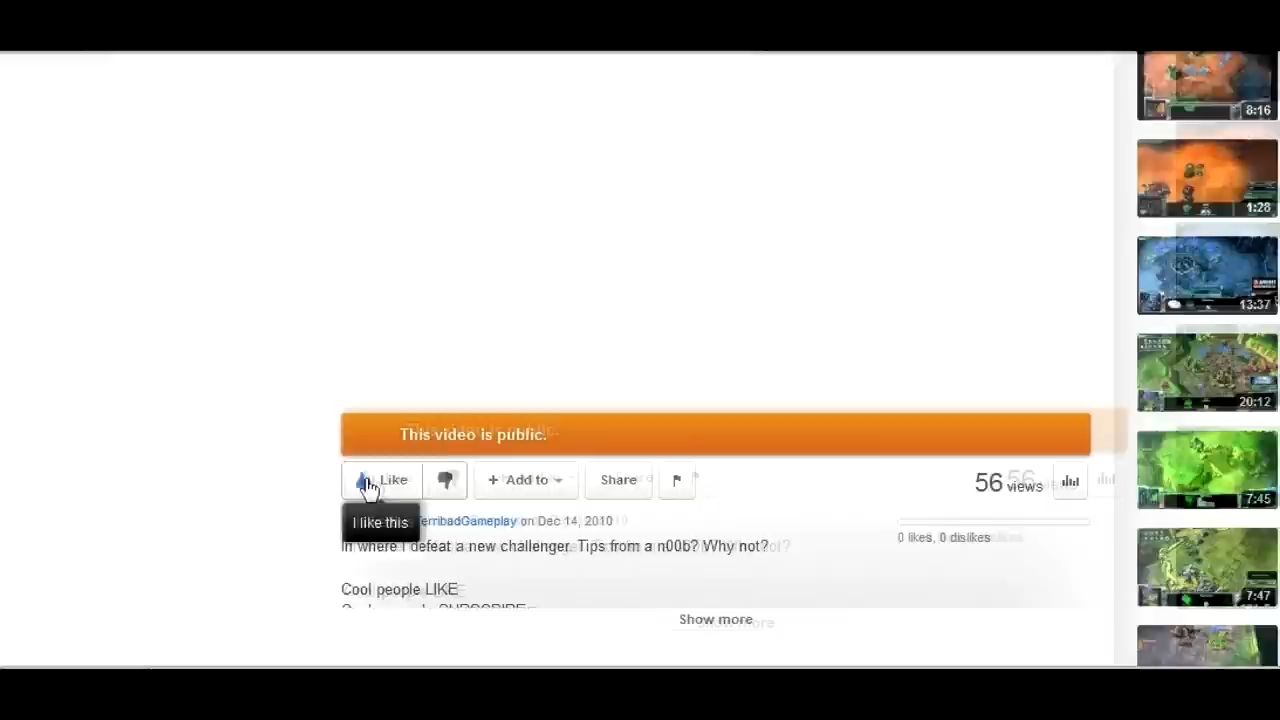 8:16
1:28
13:37
20:12
This video is public.
Like
+ Add to
Share
56 views
7:45
I like this
TerribadGameplay on Dec 14, 2010
0 likes, 0 dislikes
In where I defeat a new challenger. Tips from a n00b? Why not?
Cool people LIKE
SUBSCRIBE
7:47
Show more